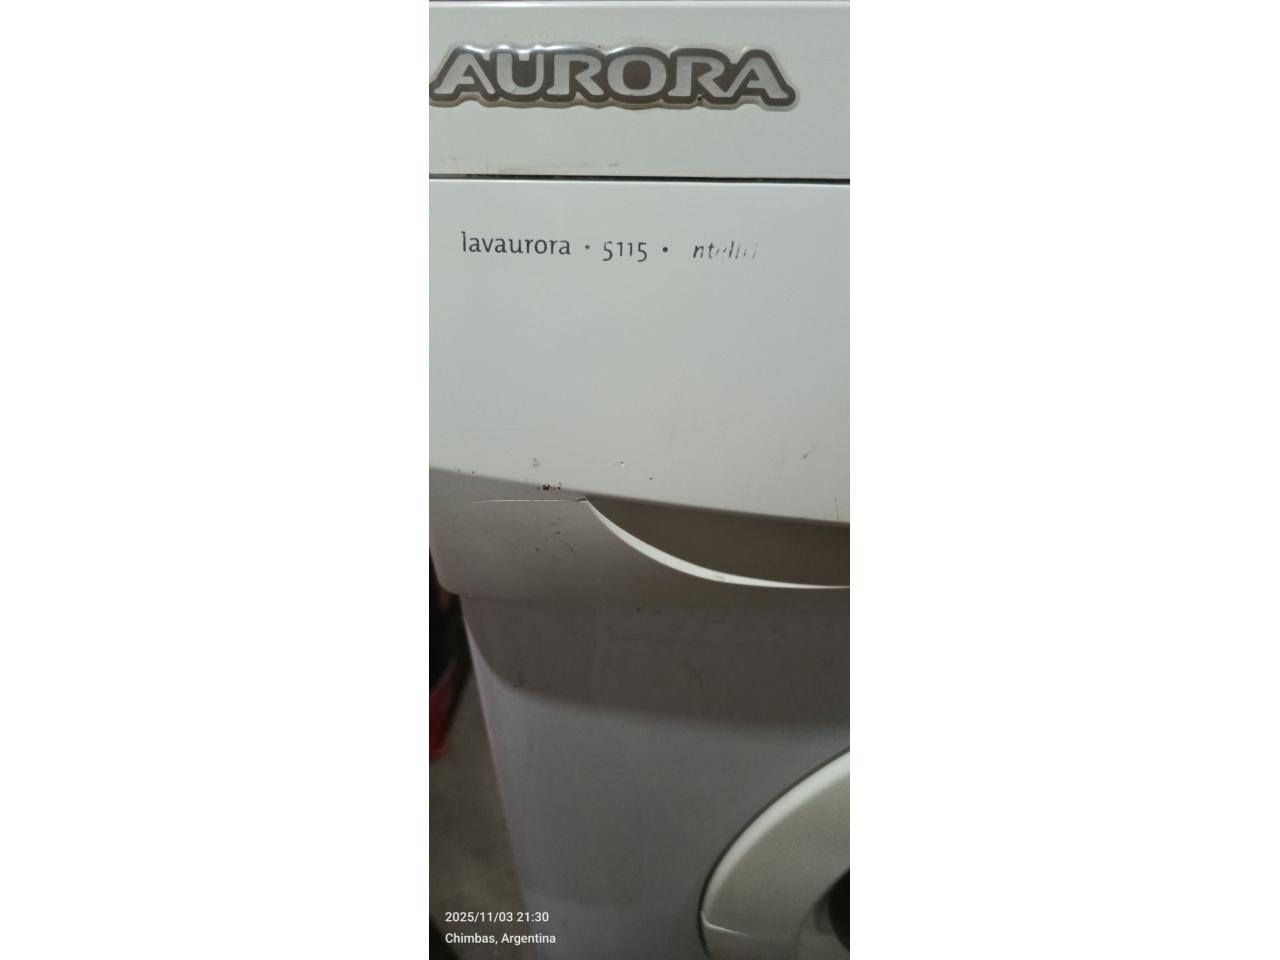 AURORA
lavaurora • 5115 •
2025/11/03 21:30
Chimbas, Argentina